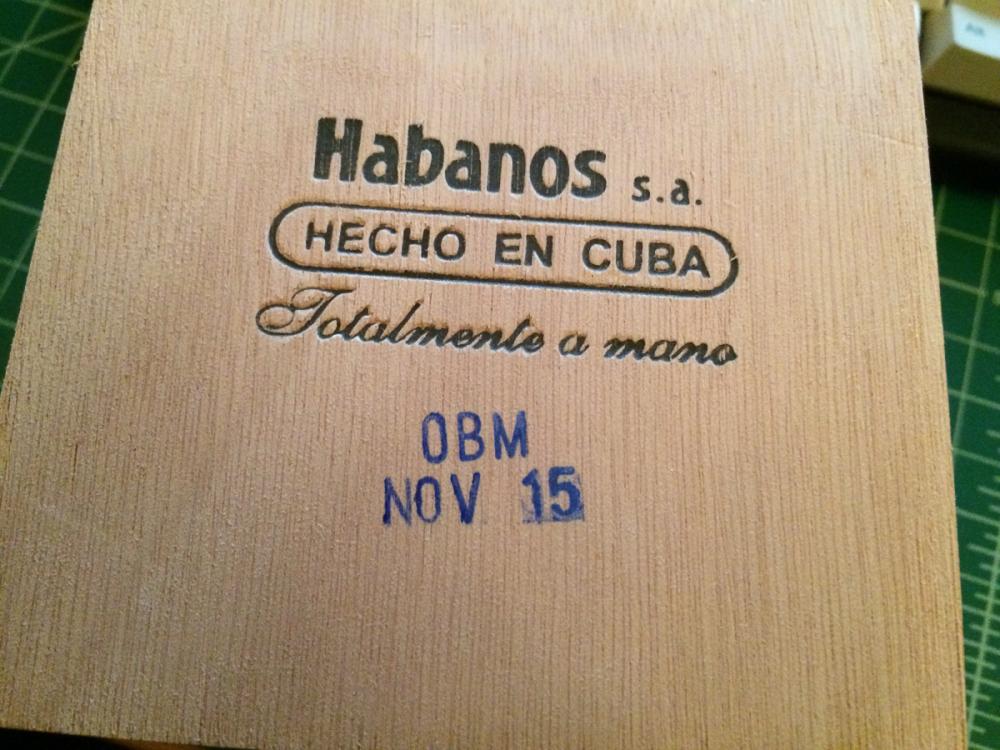 Habanos s.a.
HECHO EN CUBA
Totalmente a mano
OBM
NOV 15